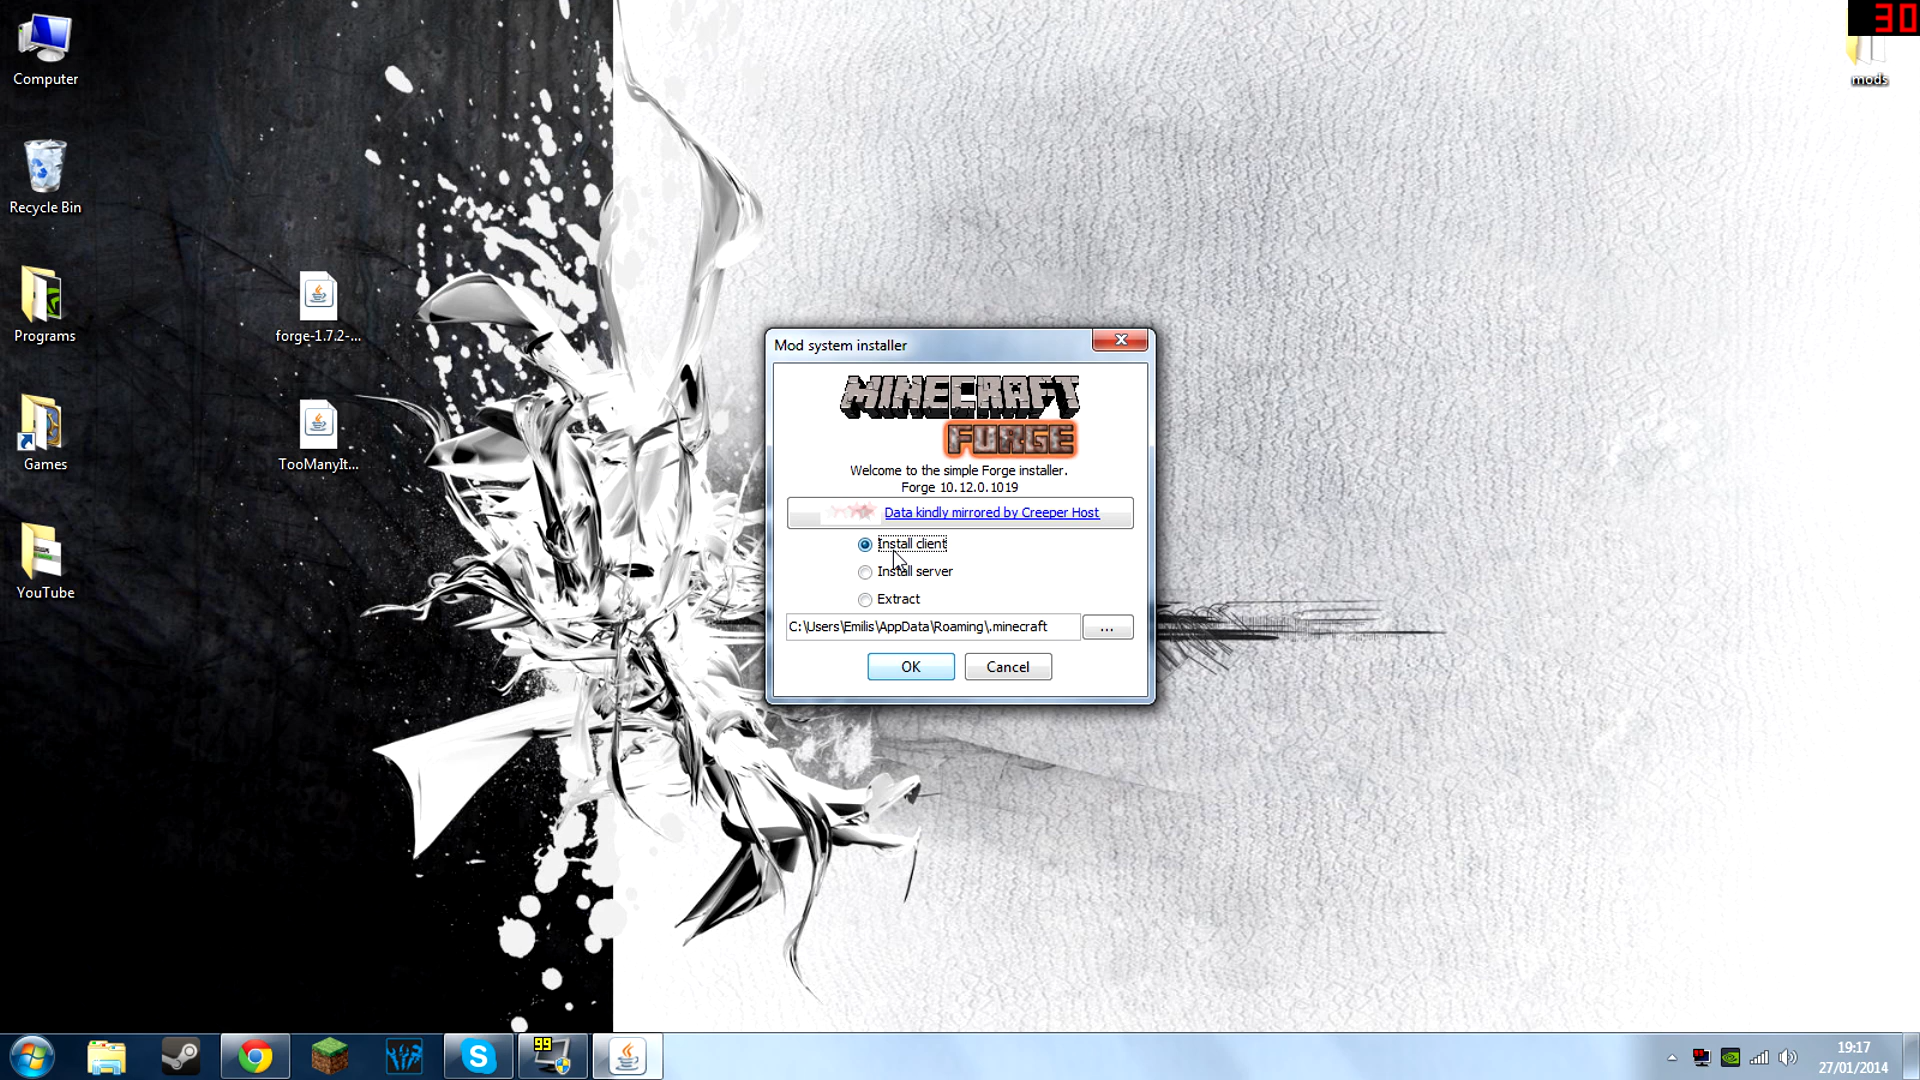 30
Computer
mods
Recycle Bin
Programs
forge-1.7.2-...
Games
TooManyIt...
YouTube
Mod system installer
MINECRAFT
FORGE
Welcome to the simple Forge installer.
Forge 10.12.0.1019
Data kindly mirrored by Creeper Host
Install client
Install server
Extract
C:\Users\Emilis\AppData\Roaming\.minecraft
...
OK
Cancel
99
19:17
27/01/2014